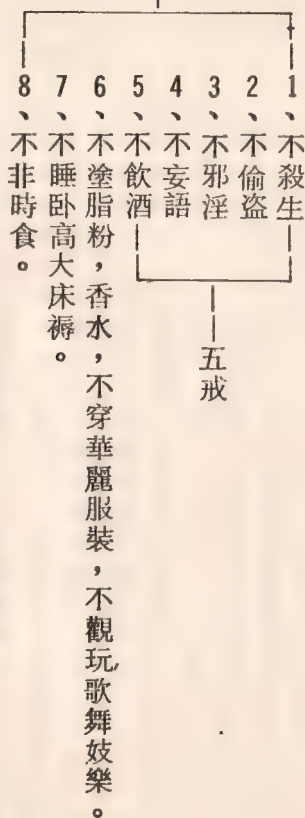 1、不殺生
2、不偷盜
3、不邪淫
4、不妄語
5、不飲酒
五戒
6、不塗脂粉，香水，不穿華麗服裝，不觀玩，歌舞妓樂。
7、不睡卧高大床褥。
8、不非時食。